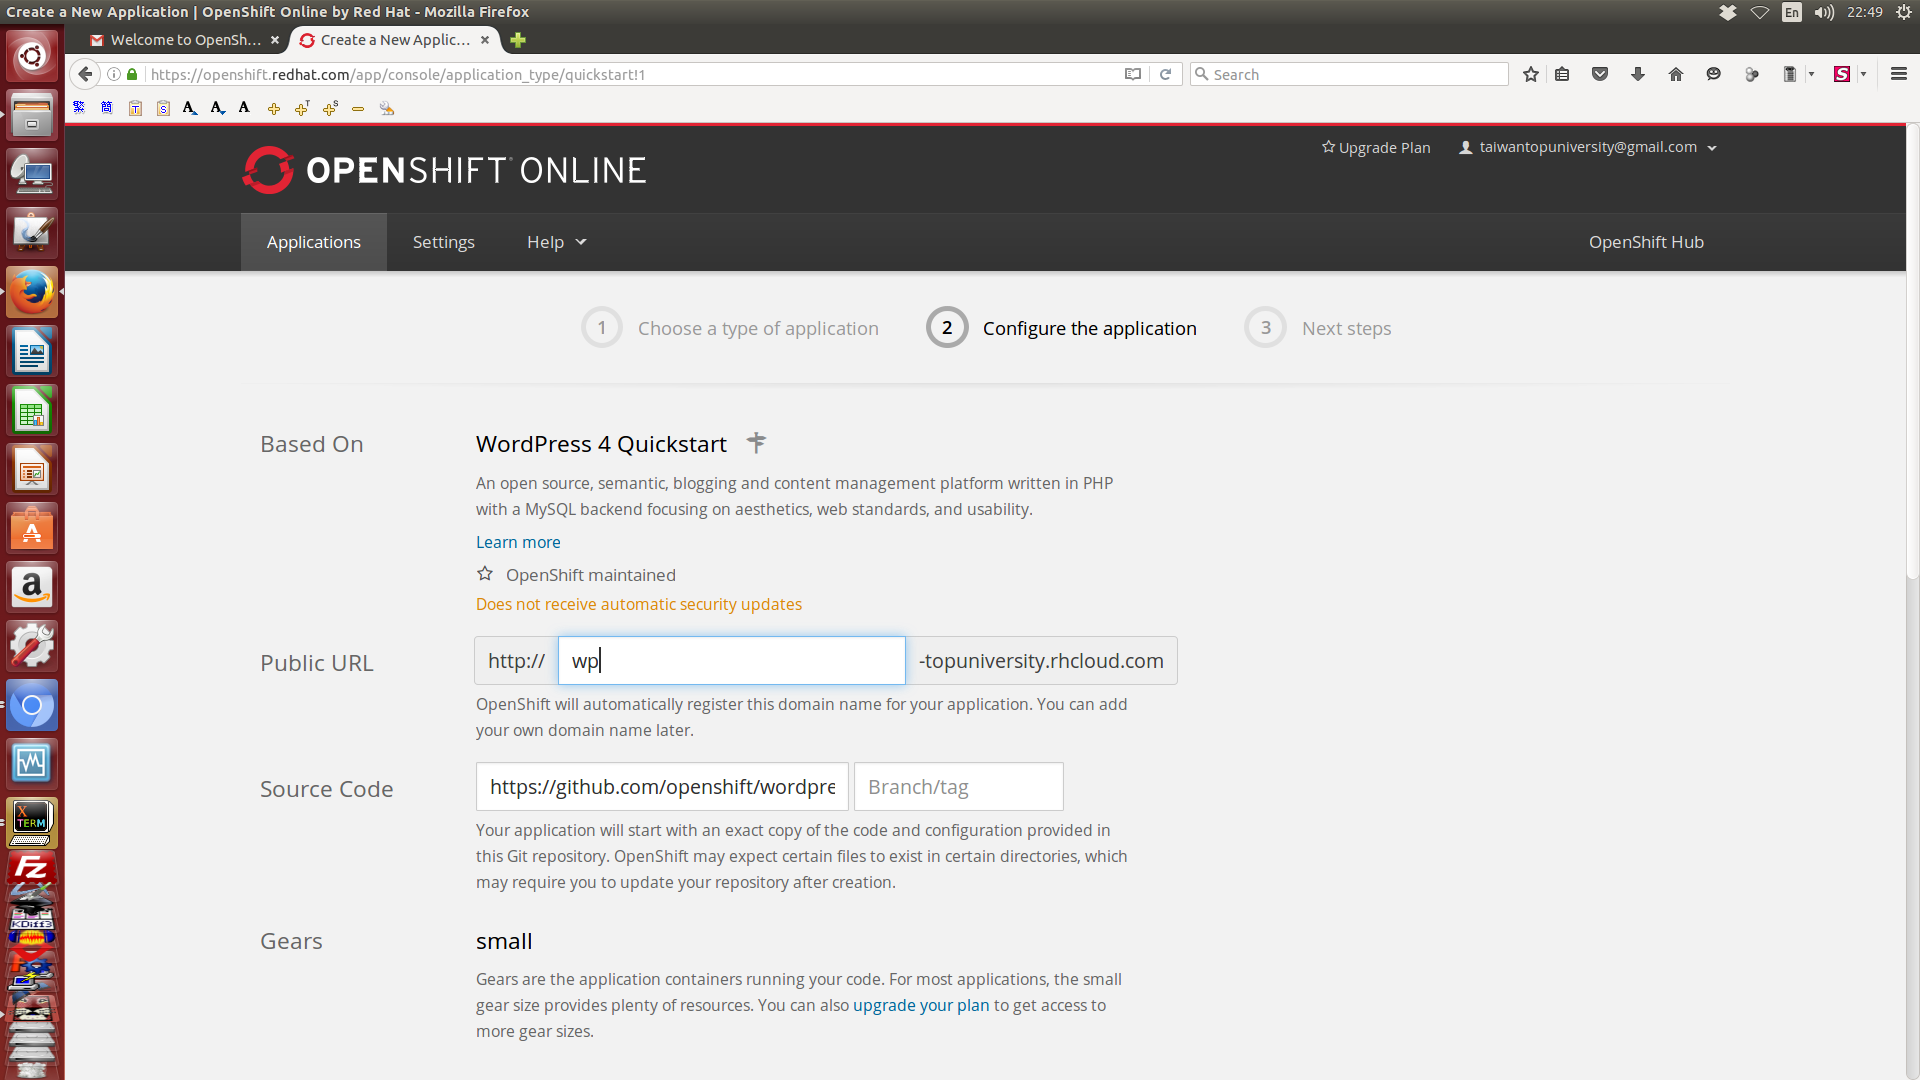 Create a New Application | OpenShift Online by Red Hat - Mozilla Firefox
En
22:49
Welcome to OpenSh...
Create a New Applic...
https://openshift.redhat.com/app/console/application_type/quickstart!1
Search
繁
簡
T
S
A
A
A
T
S
S
OPENSHIFT ONLINE
Upgrade Plan
taiwantopuniversity@gmail.com
Applications
Settings
Help
OpenShift Hub
1
Choose a type of application
2
Configure the application
3
Next steps
Based On
WordPress 4 Quickstart
An open source, semantic, blogging and content management platform written in PHP
with a MySQL backend focusing on aesthetics, web standards, and usability.
Learn more
OpenShift maintained
Does not receive automatic security updates
Public URL
http://
wp
-topuniversity.rhcloud.com
OpenShift will automatically register this domain name for your application. You can add
your own domain name later.
Source Code
https://github.com/openshift/wordpre
Branch/tag
Your application will start with an exact copy of the code and configuration provided in
this Git repository. OpenShift may expect certain files to exist in certain directories, which
may require you to update your repository after creation.
Gears
small
Gears are the application containers running your code. For most applications, the small
gear size provides plenty of resources. You can also upgrade your plan to get access to
more gear sizes.
X
TERM
FZ
KDiff3